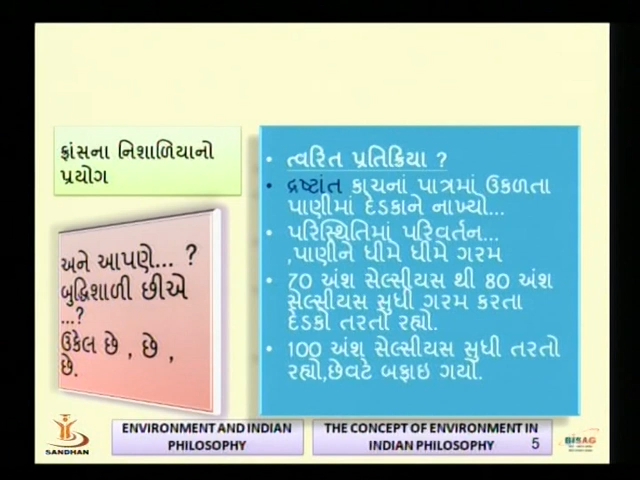 ફ્રાંસના નિશાળિયાનો
પ્રયોગ
અને આપણે... ?
બુદ્ધિશાળી છીએ
...?
ઉકેલ છે , છે ,
છે.
• ત્વરિત પ્રતિક્રિયા ?
• દ્રષ્ટાંત કાચનાં પાત્રમાં ઉકળતા
પાણીમાં દેડકાને નાખ્યો...
• પરિસ્થિતિમાં પરિવર્તન...
,પાણીને ધીમે ધીમે ગરમ
• 70 અંશ સેલ્સીયસ થી 80 અંશ
સેલ્સીયસ સુધી ગરમ કરતા
દેડકો તરતો રહ્યો.
• 100 અંશ સેલ્સીયસ સુધી તરતો
રહ્યો,છેવટે બફાઇ ગયો.
SANDHAN
ENVIRONMENT AND INDIAN
PHILOSOPHY
THE CONCEPT OF ENVIRONMENT IN
INDIAN PHILOSOPHY 5
BISAG